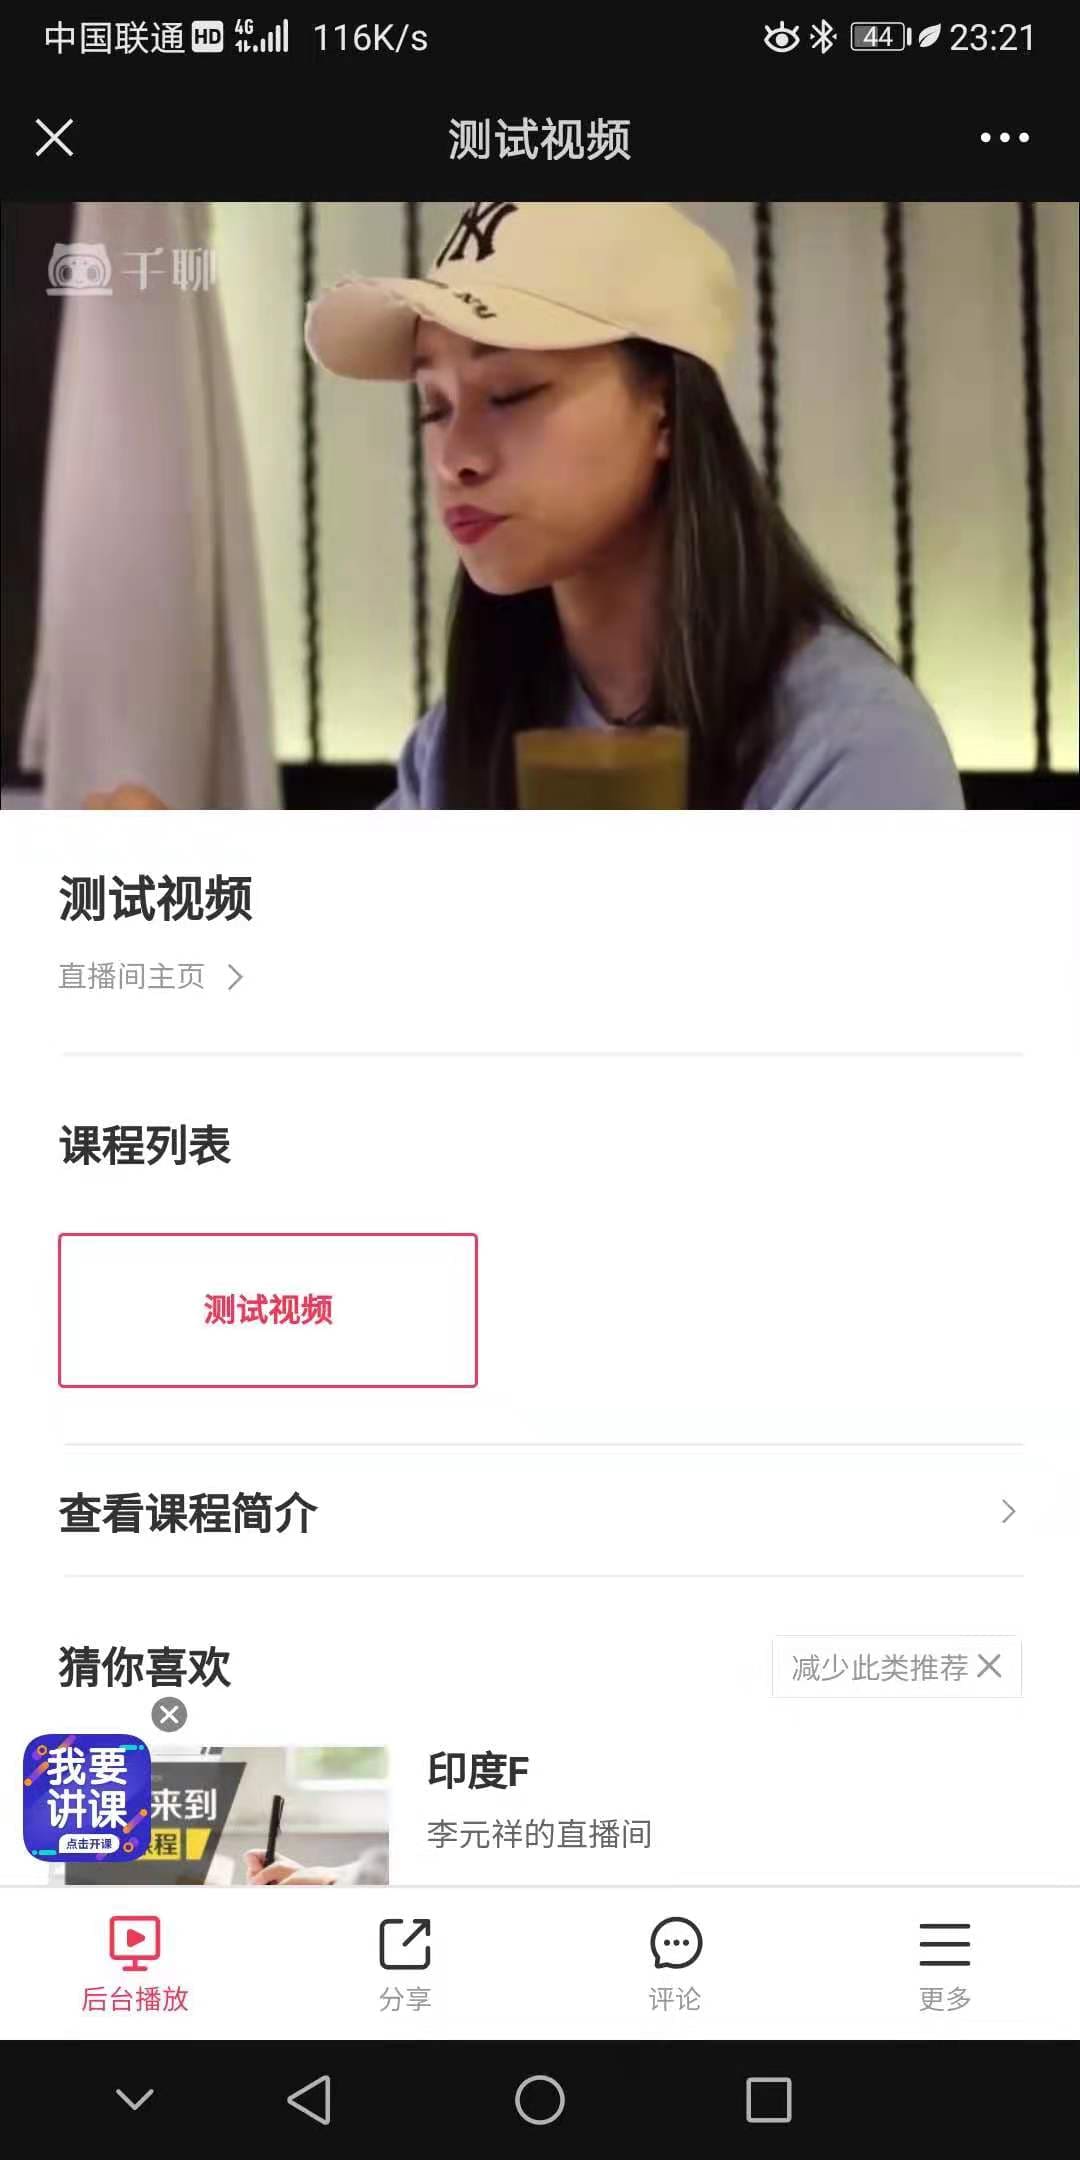 中国联通 HD 4G 116K/s 44 23:21
测试视频
千聊
NY
测试视频
直播间主页
课程列表
测试视频
查看课程简介
猜你喜欢
减少此类推荐
我要
讲课
点击开课
来到
课程
印度F
李元祥的直播间
后台播放
分享
评论
更多